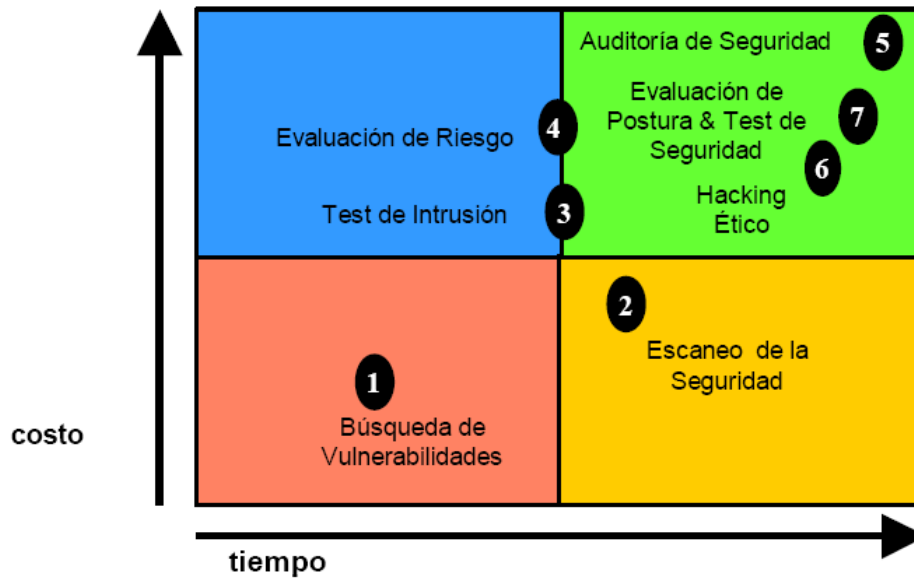 Auditoría de Seguridad 5
Evaluación de
Postura & Test de
Seguridad
7
Evaluación de Riesgo 4
6
Hacking
Ético
Test de Intrusión 3
2
Escaneo de la
Seguridad
1
Búsqueda de
Vulnerabilidades
costo
tiempo